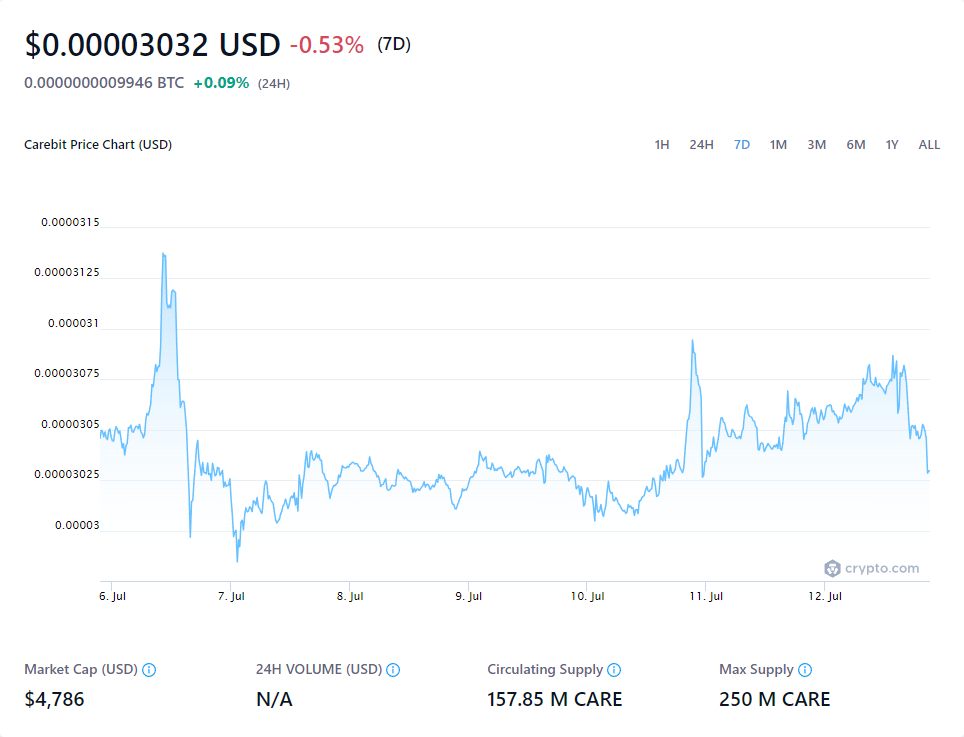 $0.00003032 USD -0.53% (7D)
0.0000000009946 BTC +0.09% (24H)
Carebit Price Chart (USD) 1H 24H 7D 1M 3M 6M 1Y ALL
0.0000315
0.00003125
0.000031
0.00003075
0.0000305
0.00003025
0.00003
crypto.com
6. Jul 7. Jul 8. Jul 9. Jul 10. Jul 11. Jul 12. Jul
Market Cap (USD) 24H VOLUME (USD) Circulating Supply Max Supply
$4,786 N/A 157.85 M CARE 250 M CARE